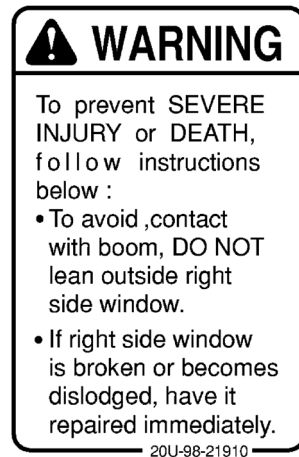 WARNING
To prevent SEVERE
INJURY or DEATH,
follow instructions
below :
• To avoid ,contact
with boom, DO NOT
lean outside right
side window.
• If right side window
is broken or becomes
dislodged, have it
repaired immediately.
20U-98-21910